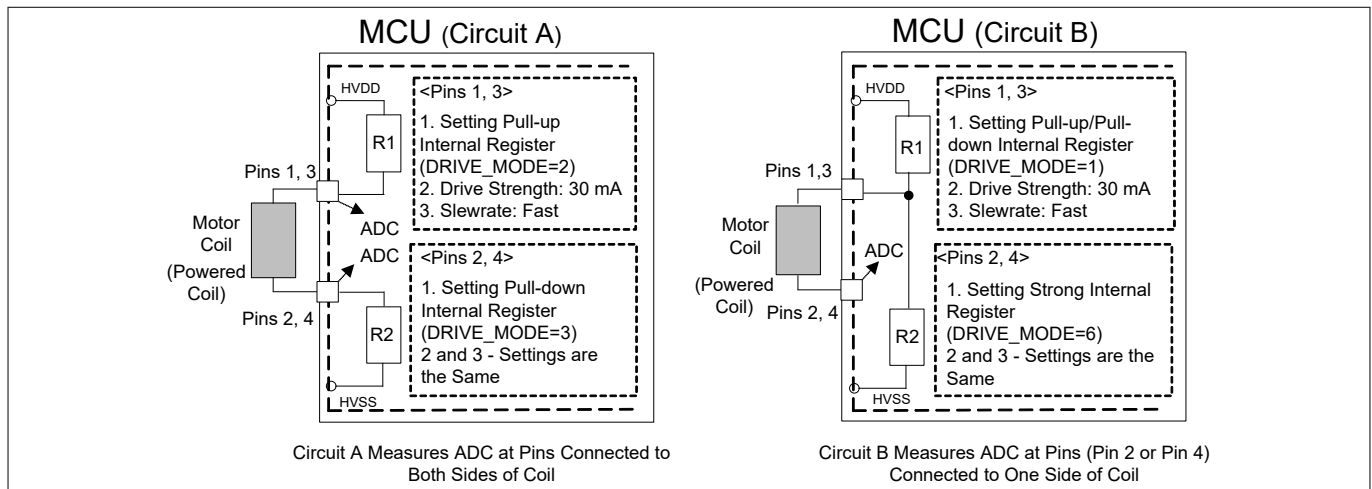 MCU (Circuit A)
HVDD
R1
<Pins 1, 3>
1. Setting Pull-up
Internal Register
(DRIVE_MODE=2)
2. Drive Strength: 30 mA
3. Slewrate: Fast
Pins 1, 3
ADC
Motor
Coil
(Powered
Coil)
ADC
Pins 2, 4
R2
HVSS
<Pins 2, 4>
1. Setting Pull-down
Internal Register
(DRIVE_MODE=3)
2 and 3 - Settings are
the Same
Circuit A Measures ADC at Pins Connected to
Both Sides of Coil
MCU (Circuit B)
HVDD
R1
<Pins 1, 3>
1. Setting Pull-up/Pull-
down Internal Register
(DRIVE_MODE=1)
2. Drive Strength: 30 mA
3. Slewrate: Fast
Pins 1,3
Motor
Coil
(Powered
Coil)
ADC
Pins 2, 4
R2
HVSS
<Pins 2, 4>
1. Setting Strong Internal
Register
(DRIVE_MODE=6)
2 and 3 - Settings are the
Same
Circuit B Measures ADC at Pins (Pin 2 or Pin 4)
Connected to One Side of Coil